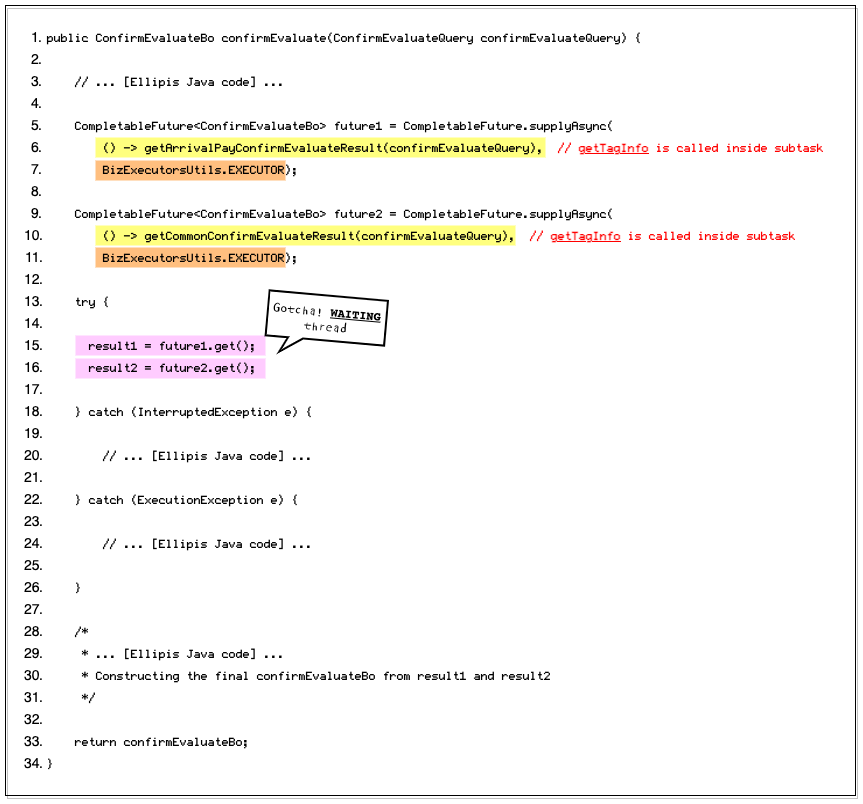 1. public ConfirmEvaluateBo confirmEvaluate(ConfirmEvaluateQuery confirmEvaluateQuery) {
2.
3. // ... [Ellipis Java code] ...
4.
5. CompletableFuture<ConfirmEvaluateBo> future1 = CompletableFuture.supplyAsync(
6. () -> getArrivalPayConfirmEvaluateResult(confirmEvaluateQuery), // getTagInfo is called inside subtask
7. BizExecutorsUtils.EXECUTOR);
8.
9. CompletableFuture<ConfirmEvaluateBo> future2 = CompletableFuture.supplyAsync(
10. () -> getCommonConfirmEvaluateResult(confirmEvaluateQuery), // getTagInfo is called inside subtask
11. BizExecutorsUtils.EXECUTOR);
12.
13. try {
Gotcha! WAITING
thread
14.
15. result1 = future1.get();
16. result2 = future2.get();
17.
18. } catch (InterruptedException e) {
19.
20. // ... [Ellipis Java code] ...
21.
22. } catch (ExecutionException e) {
23.
24. // ... [Ellipis Java code] ...
25.
26. }
27.
28. /*
29. * ... [Ellipis Java code] ...
30. * Constructing the final confirmEvaluateBo from result1 and result2
31. */
32.
33. return confirmEvaluateBo;
34. }